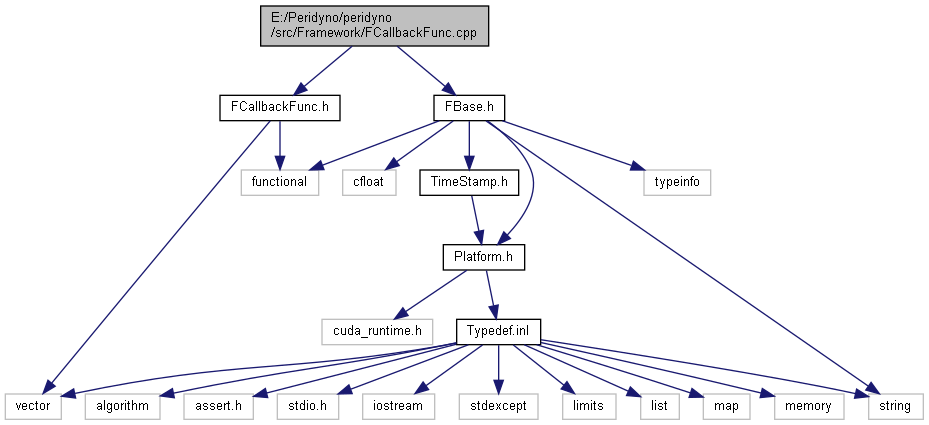 E:/Peridyno/peridyno
/src/Framework/FCallbackFunc.cpp
FCallbackFunc.h
FBase.h
functional
cfloat
TimeStamp.h
typeinfo
Platform.h
cuda_runtime.h
Typedef.inl
vector
algorithm
assert.h
stdio.h
iostream
stdexcept
limits
list
map
memory
string